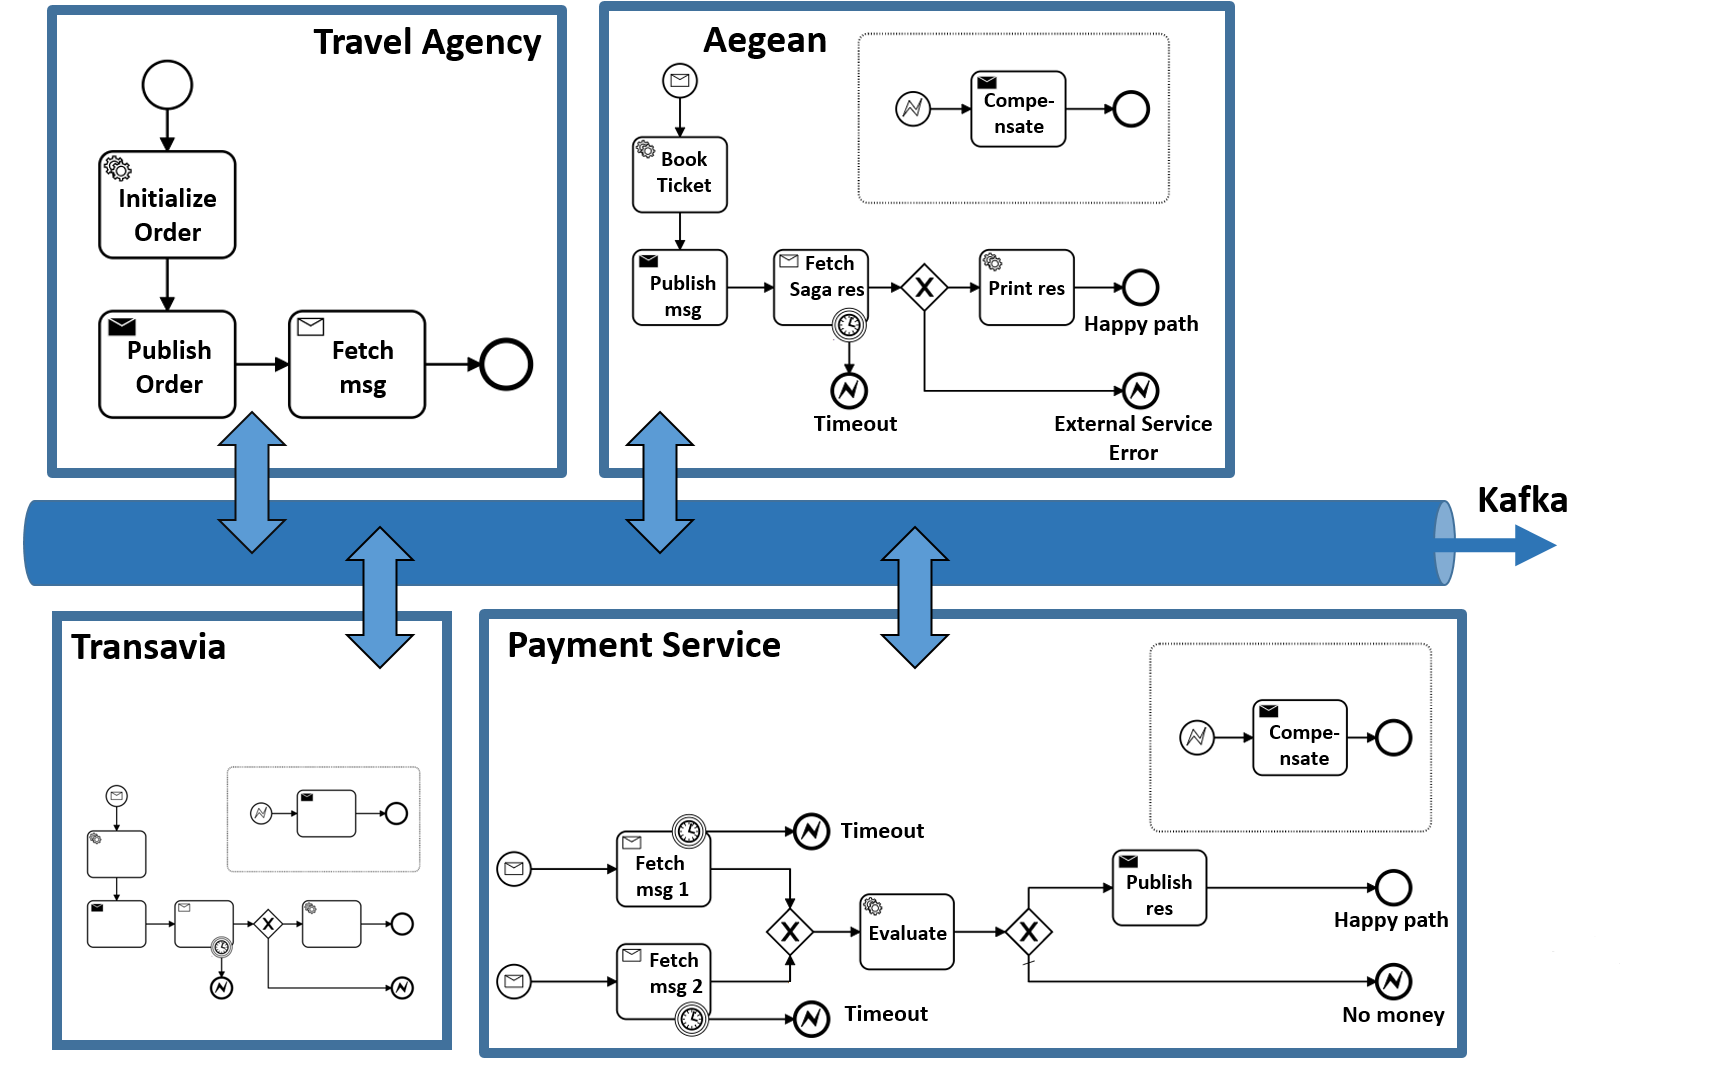 Travel Agency
Initialize
Order
Publish
Order
Fetch
msg
Aegean
Compe-
nsate
Book
Ticket
Publish
msg
Fetch
Saga res
X
Print res
Happy path
Timeout
External Service
Error
Kafka
Transavia
X
Payment Service
Compe-
nsate
Timeout
Fetch
msg 1
X
Evaluate
X
Publish
res
Happy path
Fetch
msg 2
Timeout
No money